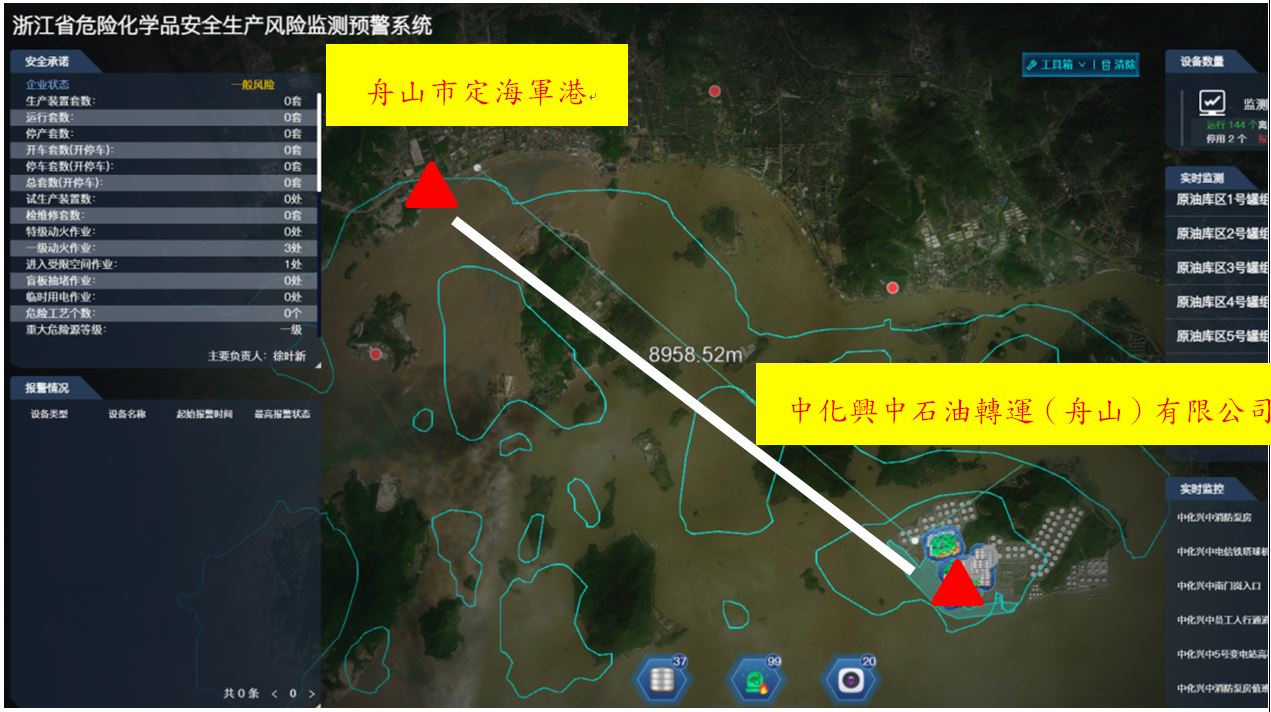 浙江省危险化学品安全生产风险监测预警系统
安全承诺
企业状态 一般风险
生产装置套数: 0套
运行套数: 0套
停产套数: 0套
开车套数(开停车): 0套
停车套数(开停车): 0套
总套数(开停车): 0套
试生产装置数: 0处
检维修套数: 0套
特级动火作业: 0处
一级动火作业: 3处
进入受限空间作业: 1处
盲板抽堵作业: 0处
临时用电作业: 0处
危险工艺个数: 0个
重大危险源等级: 一级
主要负责人: 徐叶新
报警情况
设备类型 设备名称 起始报警时间 最高报警状态
共0条 < 0 >
舟山市定海軍港
8958.52m
中化興中石油轉運（舟山）有限公司
工具箱 | 清除
37
99
20
设备数量
监测
运行 144 个 离
停用 2 个
实时监测
原油库区1号罐组
原油库区2号罐组
原油库区3号罐组
原油库区4号罐组
原油库区5号罐组
实时监控
中化兴中消防泵房
中化兴中电信铁塔球机
中化兴中南门岗入口
中化兴中员工人行通道
中化兴中5号变电站高
中化兴中消防泵房值班